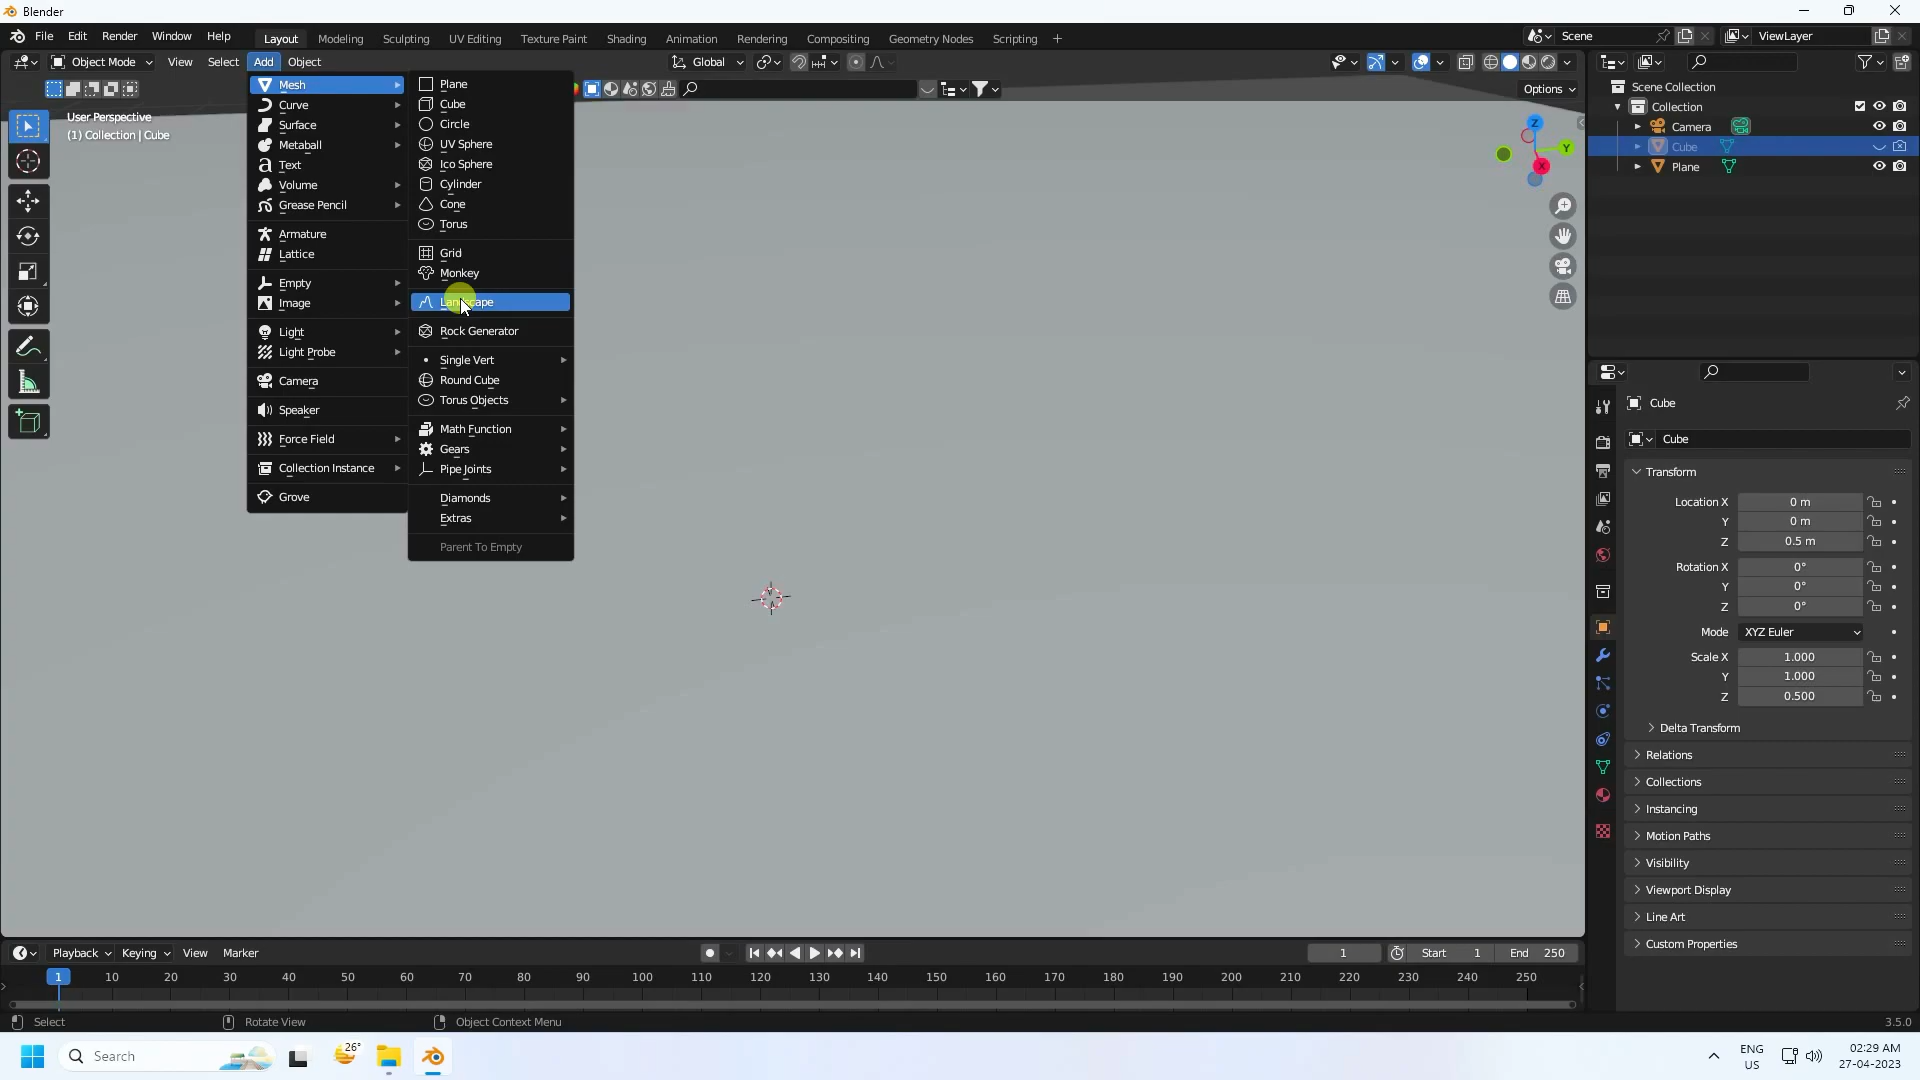 Blender
File Edit Render Window Help Layout Modeling Sculpting UV Editing Texture Paint Shading Animation Rendering Compositing Geometry Nodes Scripting + Scene ViewLayer
Object Mode View Select Add Object Global
Options
User Perspective
(1) Collection | Cube
Mesh
Curve
Surface
Metaball
Text
Volume
Grease Pencil
Armature
Lattice
Empty
Image
Light
Light Probe
Camera
Speaker
Force Field
Collection Instance
Grove
Plane
Cube
Circle
UV Sphere
Ico Sphere
Cylinder
Cone
Torus
Grid
Monkey
Landscape
Rock Generator
Single Vert
Round Cube
Torus Objects
Math Function
Gears
Pipe Joints
Diamonds
Extras
Parent To Empty
Z
Y
X
Scene Collection
Collection
Camera
Cube
Plane
Cube
Cube
Transform
Location X 0 m
Y 0 m
Z 0.5 m
Rotation X 0°
Y 0°
Z 0°
Mode XYZ Euler
Scale X 1.000
Y 1.000
Z 0.500
Delta Transform
Relations
Collections
Instancing
Motion Paths
Visibility
Viewport Display
Line Art
Custom Properties
Playback Keying View Marker 1 Start 1 End 250
1 10 20 30 40 50 60 70 80 90 100 110 120 130 140 150 160 170 180 190 200 210 220 230 240 250
Select Rotate View Object Context Menu 3.5.0
Search 26° ENG US 02:29 AM
27-04-2023